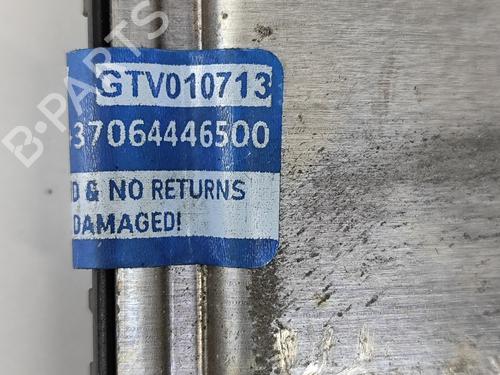 GTV010713
37064446500
D & NO RETURNS
DAMAGED!
B-PARTS